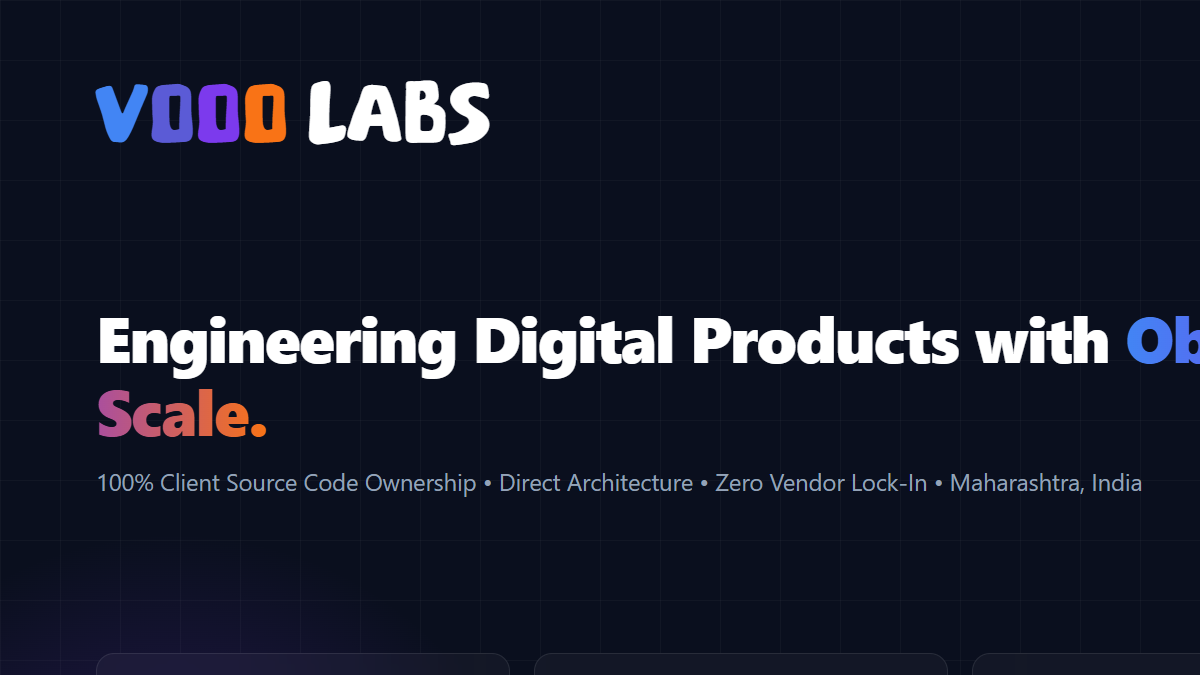 VOOO LABS
Engineering Digital Products with
Scale.
100% Client Source Code Ownership • Direct Architecture • Zero Vendor Lock-In • Maharashtra, India